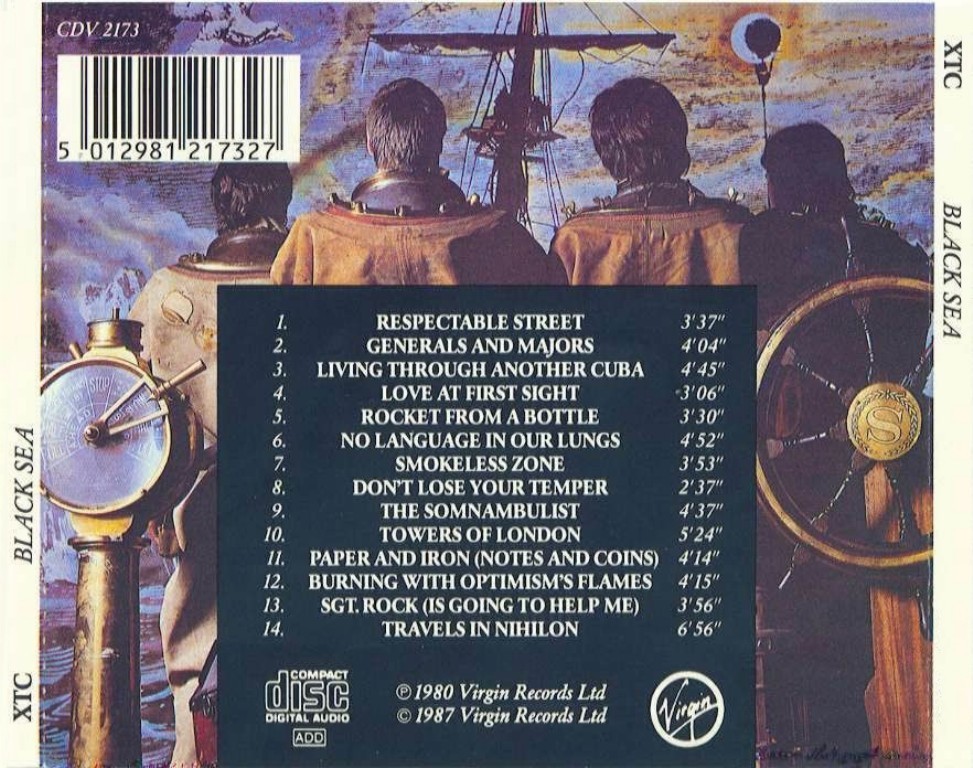 CDV 2173
5 012981 217327
XTC
BLACK SEA
BLACK SEA
XTC
STOP
1. RESPECTABLE STREET 3'37"
2. GENERALS AND MAJORS 4'04"
3. LIVING THROUGH ANOTHER CUBA 4'45"
4. LOVE AT FIRST SIGHT 3'06"
5. ROCKET FROM A BOTTLE 3'30"
6. NO LANGUAGE IN OUR LUNGS 4'52"
7. SMOKELESS ZONE 3'53"
8. DON'T LOSE YOUR TEMPER 2'37"
9. THE SOMNAMBULIST 4'37"
10. TOWERS OF LONDON 5'24"
11. PAPER AND IRON (NOTES AND COINS) 4'14"
12. BURNING WITH OPTIMISM'S FLAMES 4'15"
13. SGT. ROCK (IS GOING TO HELP ME) 3'56"
14. TRAVELS IN NIHILON 6'56"
S
COMPACT
disc
DIGITAL AUDIO
ADD
℗ 1980 Virgin Records Ltd
© 1987 Virgin Records Ltd
Virgin